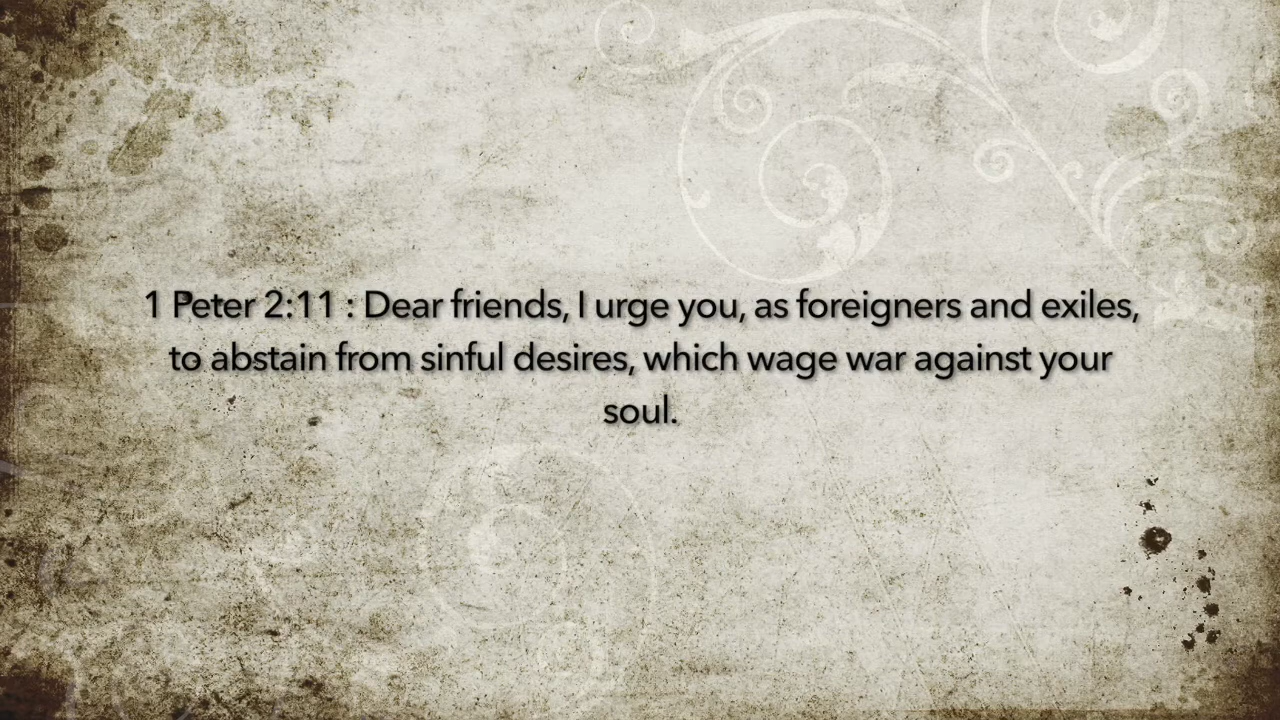 1 Peter 2:11 : Dear friends, I urge you, as foreigners and exiles,
to abstain from sinful desires, which wage war against your
soul.